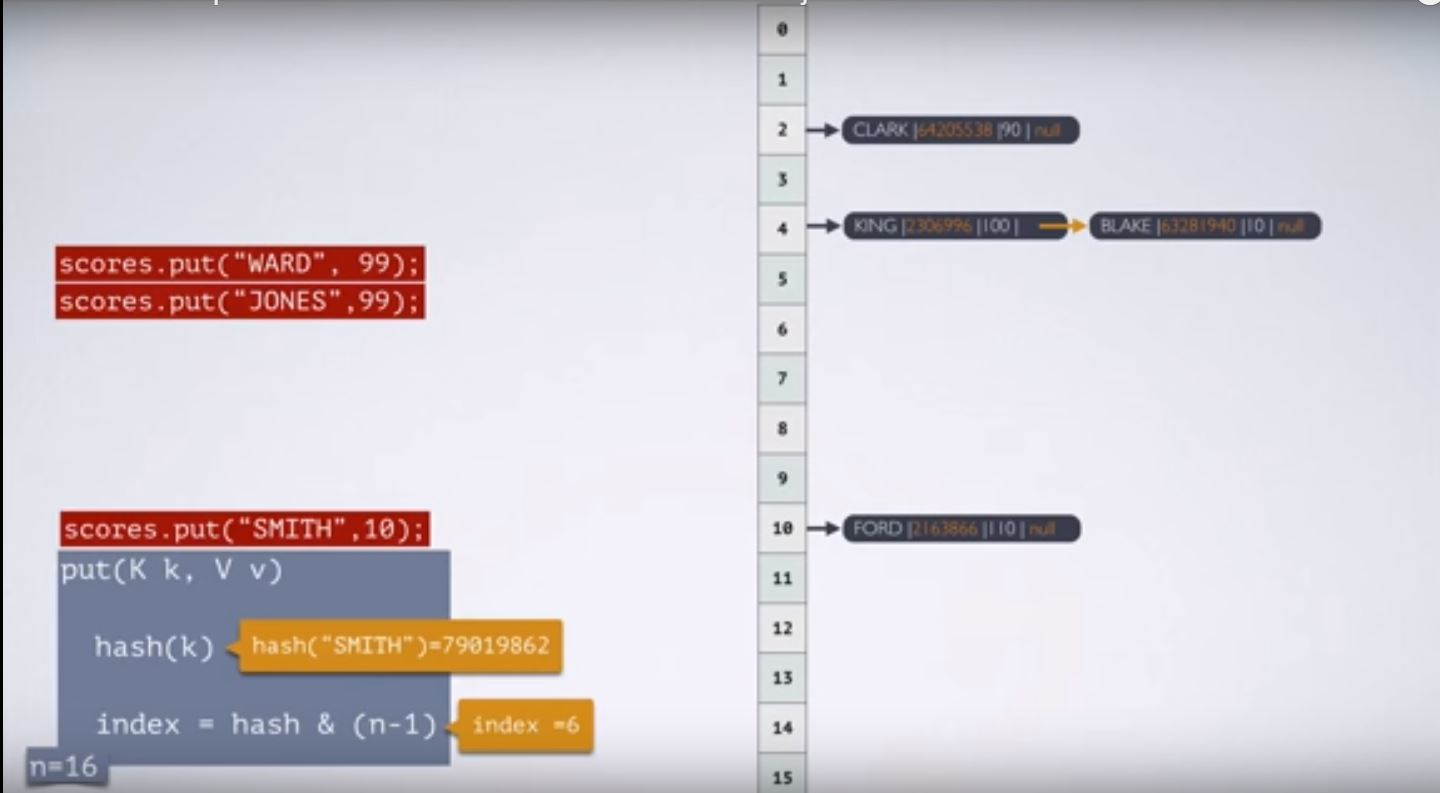 0
1
2
CLARK |64205538 |90 | null
3
4
KING |2306996 |100 |
BLAKE |63281940 |10 | null
5
6
7
8
9
10
FORD |2163866 |110 | null
11
12
13
14
15
scores.put("WARD", 99);
scores.put("JONES",99);
scores.put("SMITH",10);
put(K k, V v)
hash(k)
hash("SMITH")=79019862
index = hash & (n-1)
index =6
n=16